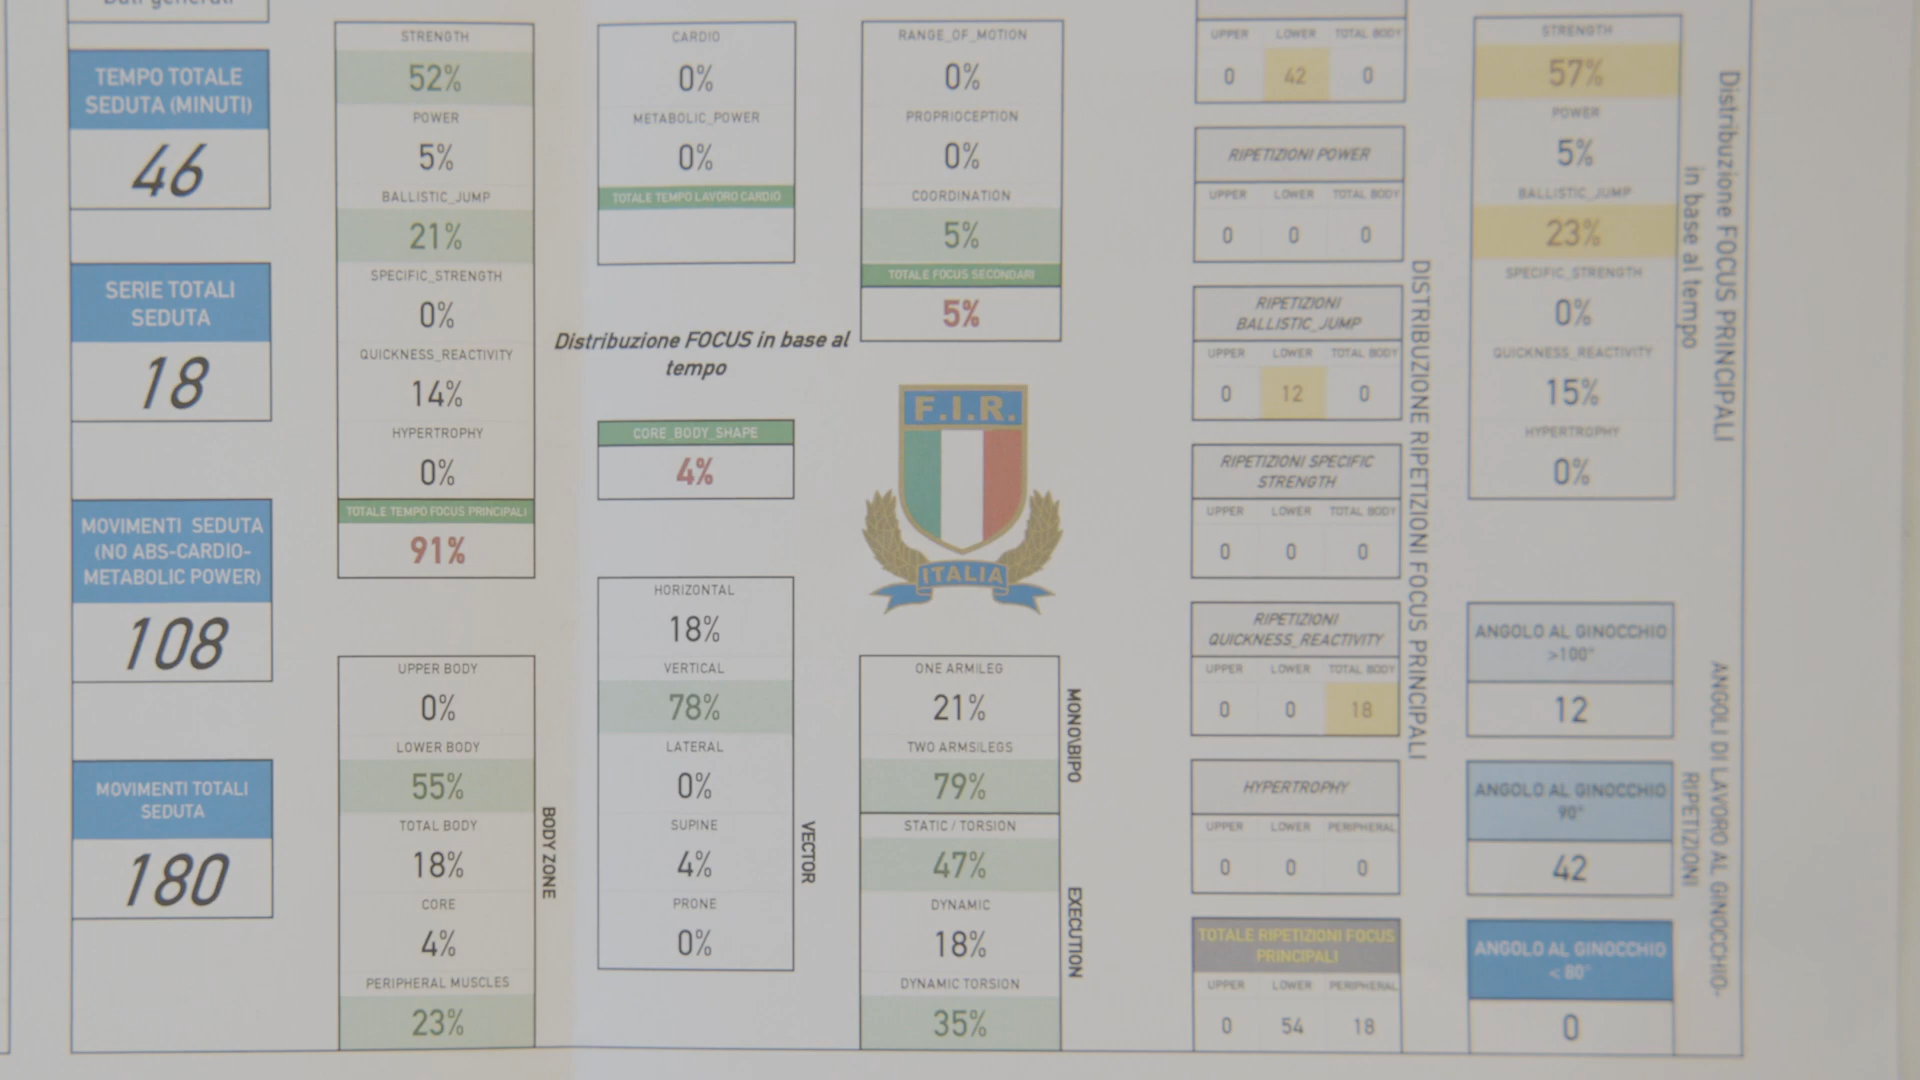 Dati generali
TEMPO TOTALE
SEDUTA (MINUTI)
46
SERIE TOTALI
SEDUTA
18
MOVIMENTI SEDUTA
(NO ABS-CARDIO-
METABOLIC POWER)
108
MOVIMENTI TOTALI
SEDUTA
180
STRENGTH
52%
POWER
5%
BALLISTIC_JUMP
21%
SPECIFIC_STRENGTH
0%
QUICKNESS_REACTIVITY
14%
HYPERTROPHY
0%
TOTALE TEMPO FOCUS PRINCIPALI
91%
UPPER BODY
0%
LOWER BODY
55%
TOTAL BODY
18%
CORE
4%
PERIPHERAL MUSCLES
23%
BODY ZONE
CARDIO
0%
METABOLIC_POWER
0%
TOTALE TEMPO LAVORO CARDIO
Distribuzione FOCUS in base al
tempo
CORE_BODY_SHAPE
4%
HORIZONTAL
18%
VERTICAL
78%
LATERAL
0%
SUPINE
4%
PRONE
0%
VECTOR
RANGE_OF_MOTION
0%
PROPRIOCEPTION
0%
COORDINATION
5%
TOTALE FOCUS SECONDARI
5%
F.I.R.
ITALIA
ONE ARM\LEG
21%
TWO ARMS\LEGS
79%
MONO\BIPO
STATIC / TORSION
47%
DYNAMIC
18%
DYNAMIC TORSION
35%
EXECUTION
UPPER LOWER TOTAL BODY
0 42 0
RIPETIZIONI POWER
UPPER LOWER TOTAL BODY
0 0 0
RIPETIZIONI
BALLISTIC_JUMP
UPPER LOWER TOTAL BODY
0 12 0
RIPETIZIONI SPECIFIC
STRENGTH
UPPER LOWER TOTAL BODY
0 0 0
RIPETIZIONI
QUICKNESS_REACTIVITY
UPPER LOWER TOTAL BODY
0 0 18
HYPERTROPHY
UPPER LOWER PERIPHERAL
0 0 0
TOTALE RIPETIZIONI FOCUS
PRINCIPALI
UPPER LOWER PERIPHERAL
0 54 18
DISTRIBUZIONE RIPETIZIONI FOCUS PRINCIPALI
STRENGTH
57%
POWER
5%
BALLISTIC_JUMP
23%
SPECIFIC_STRENGTH
0%
QUICKNESS_REACTIVITY
15%
HYPERTROPHY
0%
Distribuzione FOCUS PRINCIPALI
in base al tempo
ANGOLO AL GINOCCHIO
>100°
12
ANGOLO AL GINOCCHIO
90°
42
ANGOLO AL GINOCCHIO
< 80°
0
ANGOLI DI LAVORO AL GINOCCHIO-
RIPETIZIONI